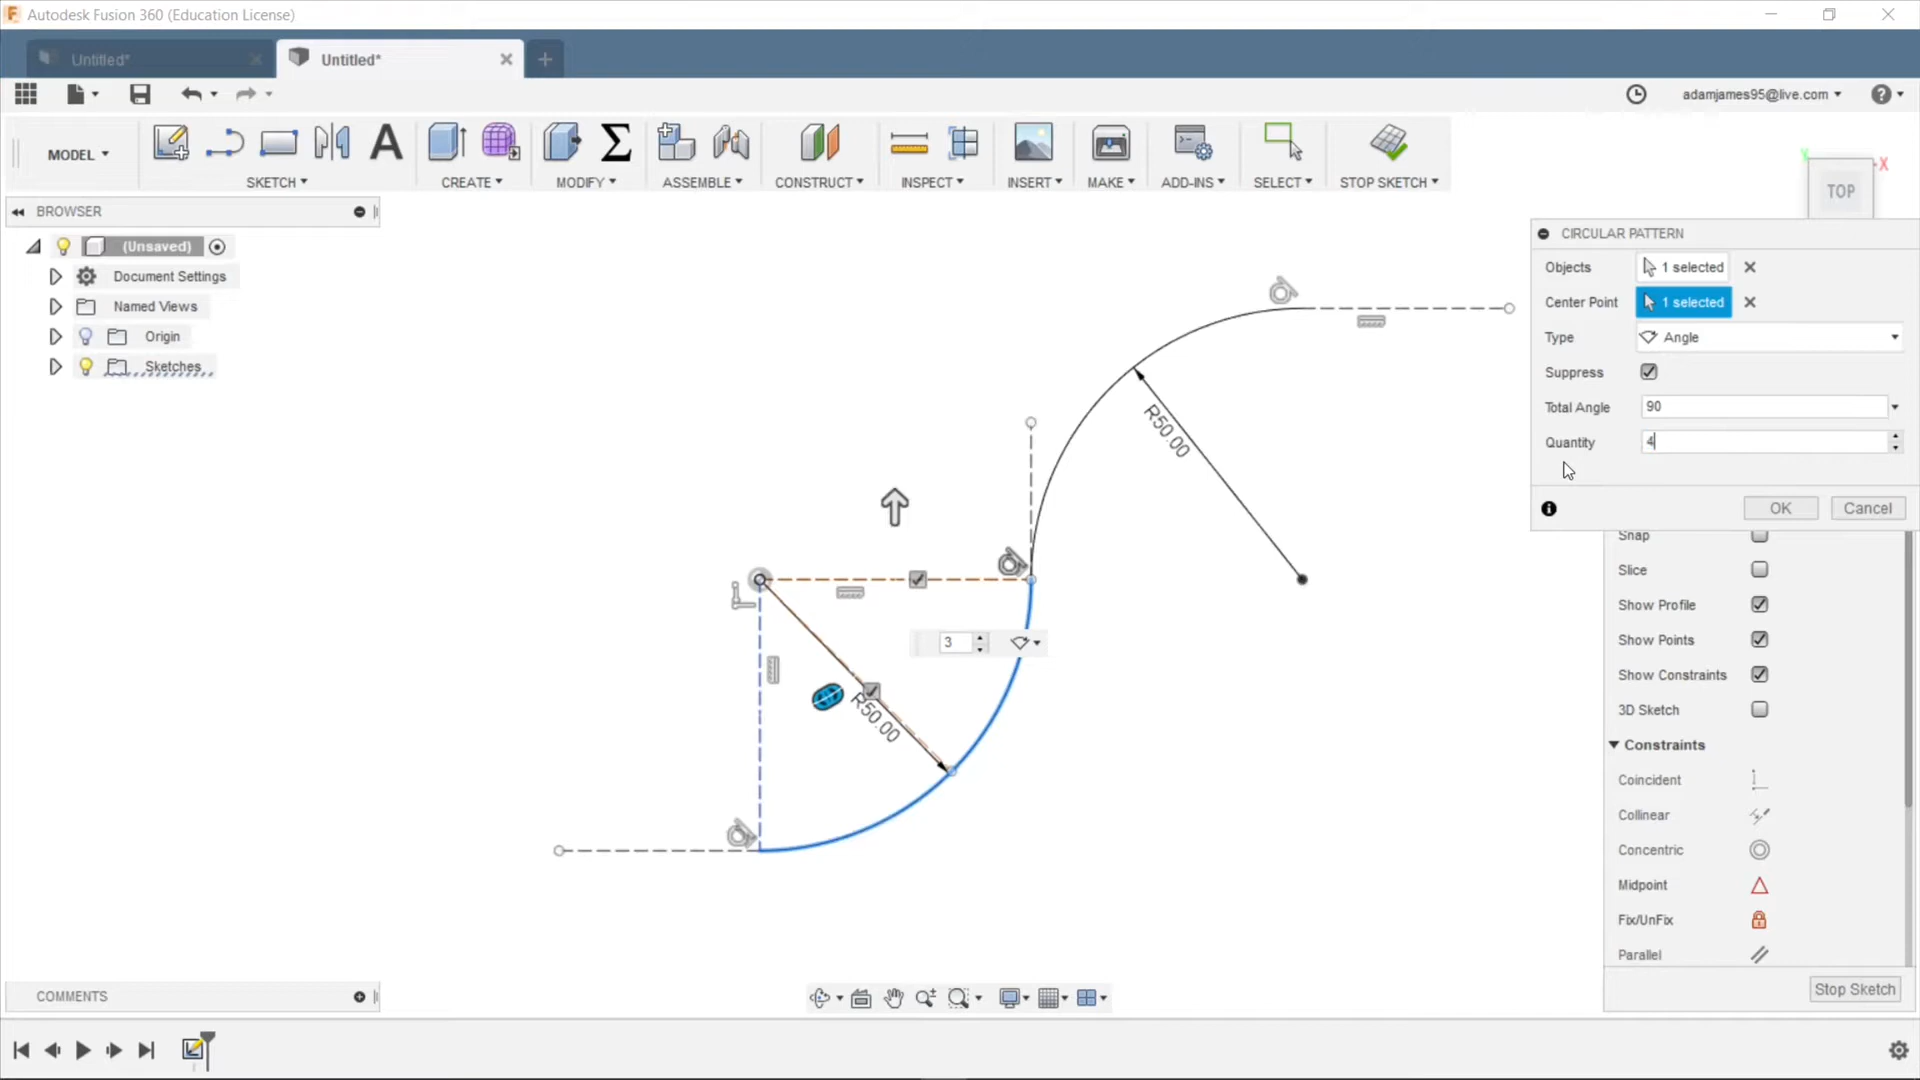 Autodesk Fusion 360 (Education License)
Untitled*
Untitled*
adamjames95@live.com
MODEL
SKETCH
CREATE
MODIFY
ASSEMBLE
CONSTRUCT
INSPECT
INSERT
MAKE
ADD-INS
SELECT
STOP SKETCH
Y
X
TOP
BROWSER
(Unsaved)
Document Settings
Named Views
Origin
Sketches
CIRCULAR PATTERN
Objects 1 selected
Center Point 1 selected
Type Angle
Suppress
Total Angle 90
Quantity 4
OK Cancel
Snap
Slice
Show Profile
Show Points
Show Constraints
3D Sketch
Constraints
Coincident
Collinear
Concentric
Midpoint
Fix/UnFix
Parallel
Stop Sketch
R50.00
3
R50.00
COMMENTS